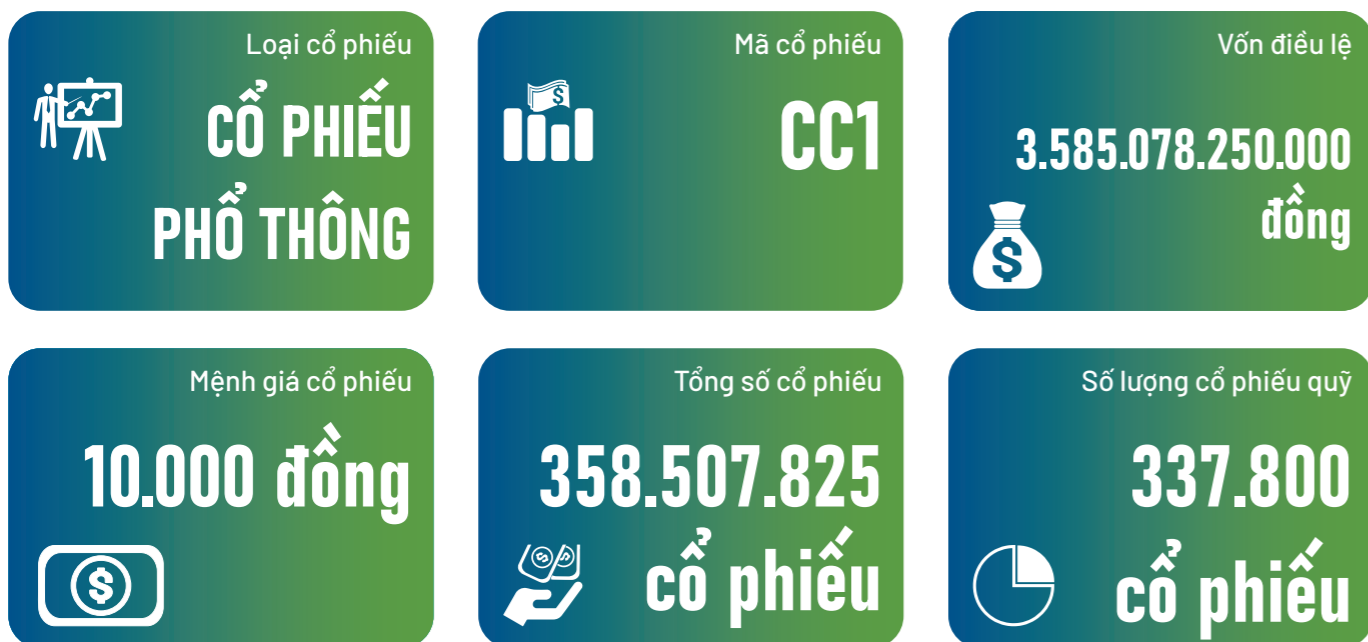 Loại cổ phiếu
CỔ PHIẾU
PHỔ THÔNG
Mã cổ phiếu
CC1
Vốn điều lệ
3.585.078.250.000
đồng
Mệnh giá cổ phiếu
10.000 đồng
Tổng số cổ phiếu
358.507.825
cổ phiếu
Số lượng cổ phiếu quỹ
337.800
cổ phiếu